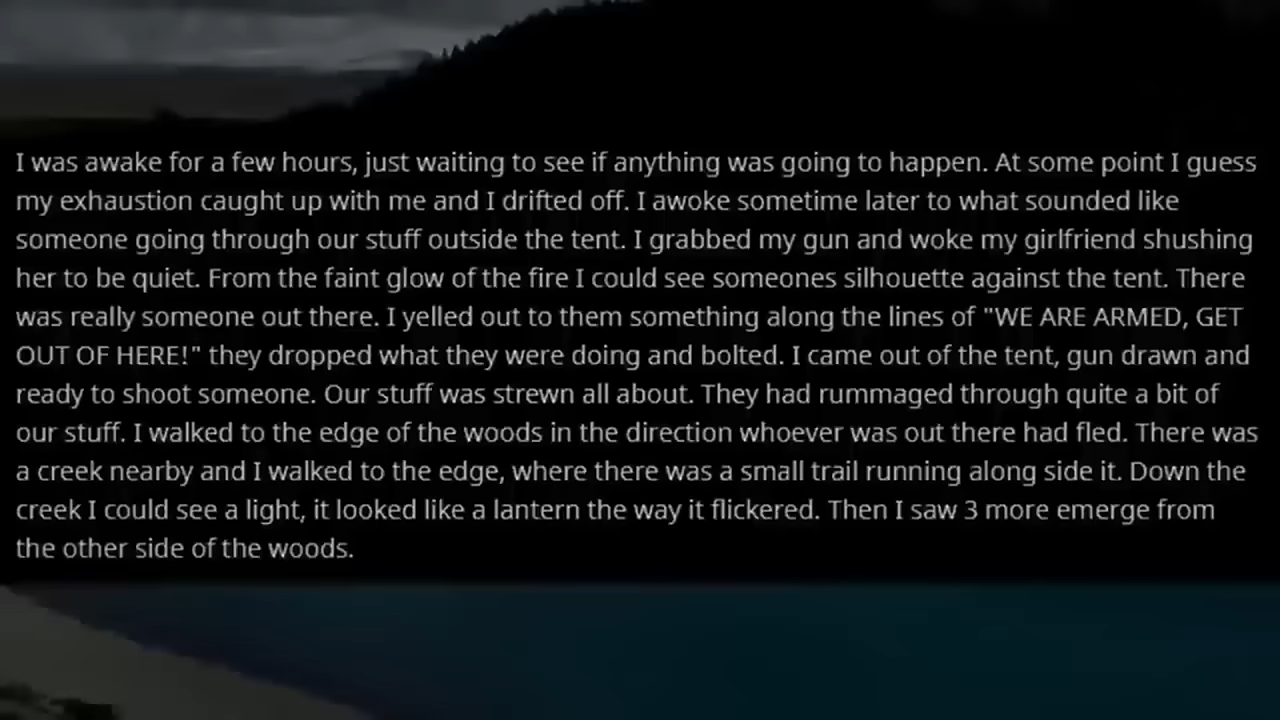 I was awake for a few hours, just waiting to see if anything was going to happen. At some point I guess
my exhaustion caught up with me and I drifted off. I awoke sometime later to what sounded like
someone going through our stuff outside the tent. I grabbed my gun and woke my girlfriend shushing
her to be quiet. From the faint glow of the fire I could see someones silhouette against the tent. There
was really someone out there. I yelled out to them something along the lines of "WE ARE ARMED, GET
OUT OF HERE!" they dropped what they were doing and bolted. I came out of the tent, gun drawn and
ready to shoot someone. Our stuff was strewn all about. They had rummaged through quite a bit of
our stuff. I walked to the edge of the woods in the direction whoever was out there had fled. There was
a creek nearby and I walked to the edge, where there was a small trail running along side it. Down the
creek I could see a light, it looked like a lantern the way it flickered. Then I saw 3 more emerge from
the other side of the woods.